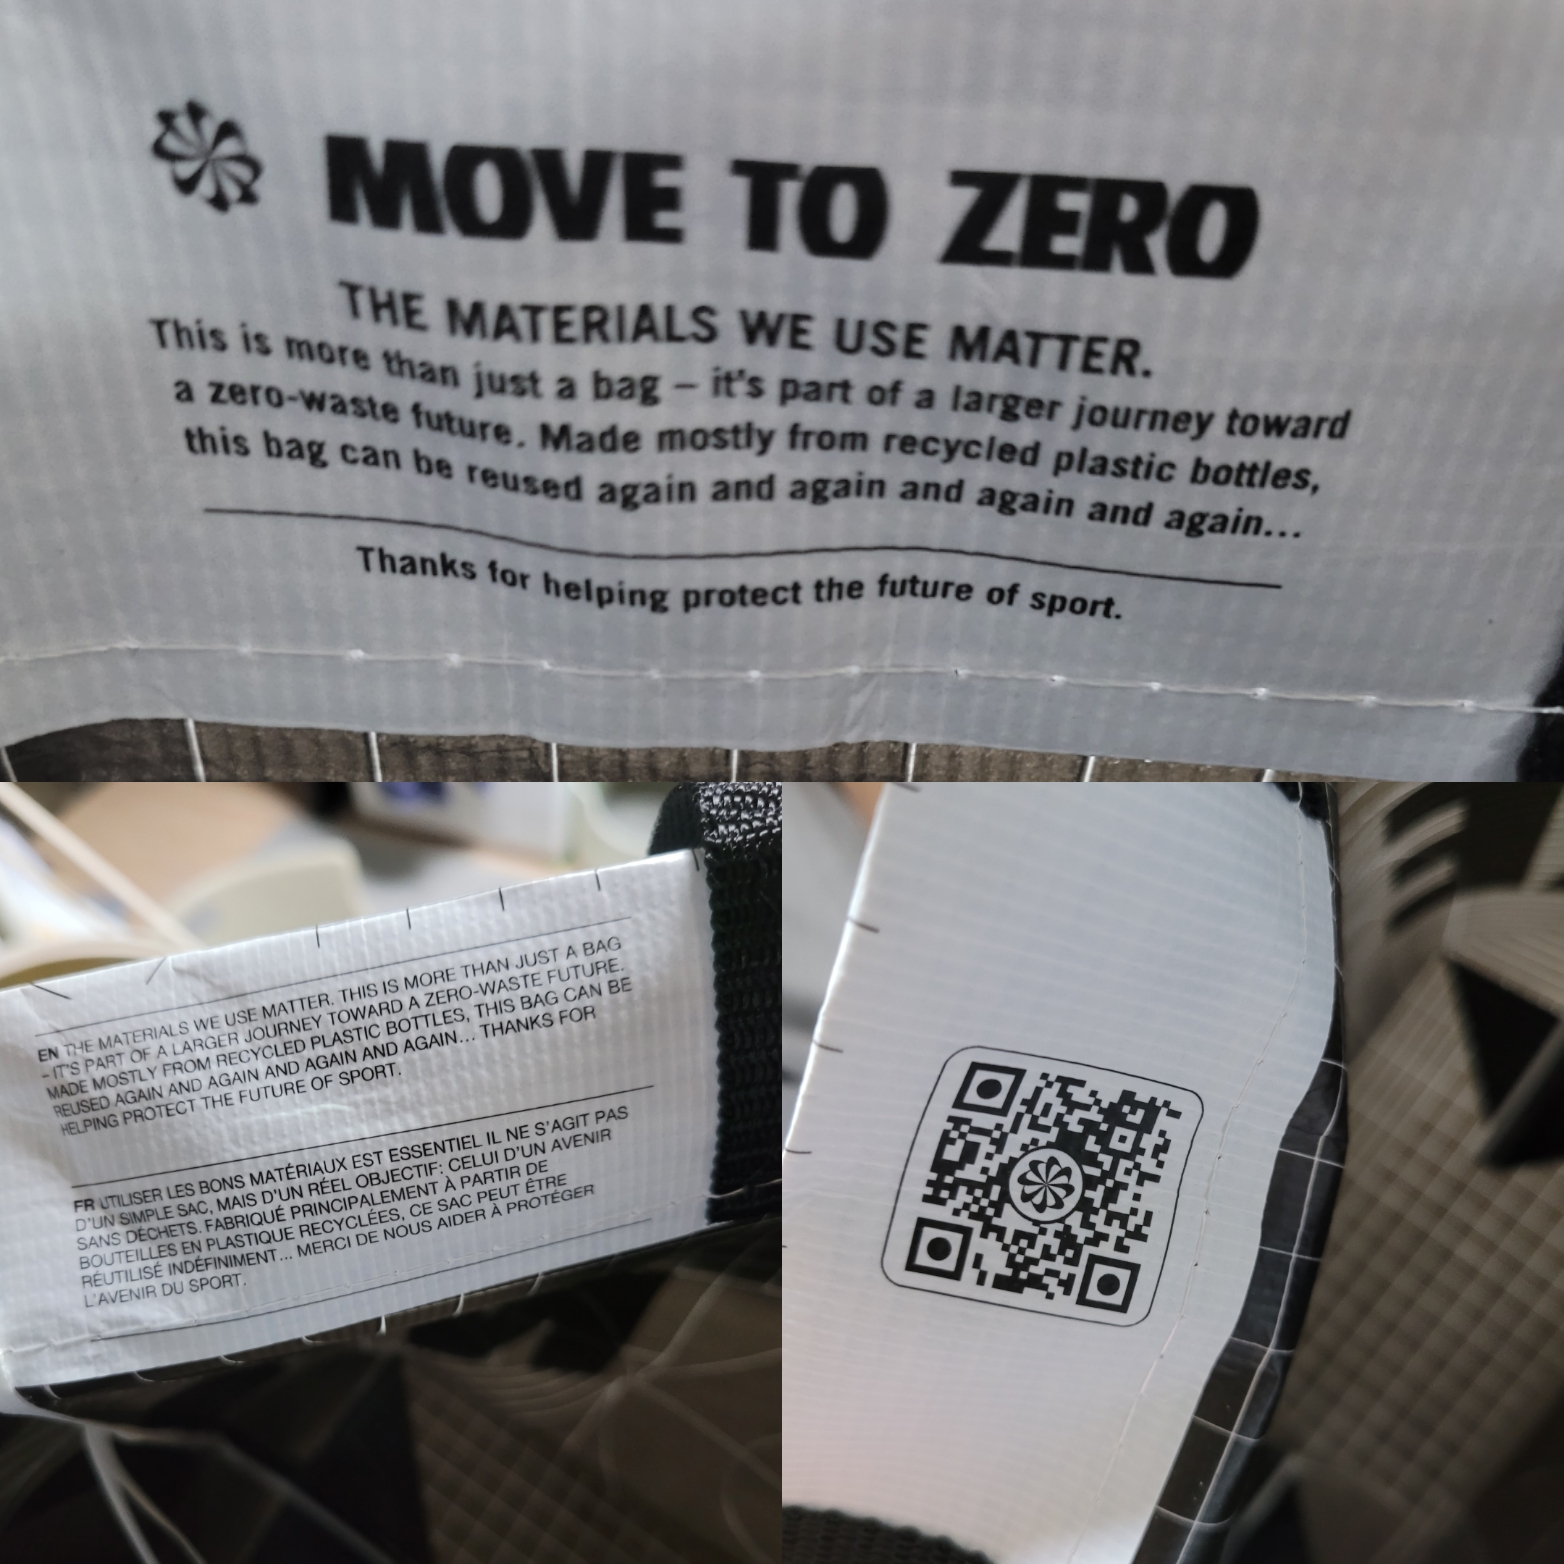 MOVE TO ZERO
THE MATERIALS WE USE MATTER.
This is more than just a bag – it's part of a larger journey toward
a zero-waste future. Made mostly from recycled plastic bottles,
this bag can be reused again and again and again and again...
Thanks for helping protect the future of sport.
EN THE MATERIALS WE USE MATTER. THIS IS MORE THAN JUST A BAG
– IT'S PART OF A LARGER JOURNEY TOWARD A ZERO-WASTE FUTURE.
MADE MOSTLY FROM RECYCLED PLASTIC BOTTLES, THIS BAG CAN BE
REUSED AGAIN AND AGAIN AND AGAIN AND AGAIN... THANKS FOR
HELPING PROTECT THE FUTURE OF SPORT.
FR UTILISER LES BONS MATÉRIAUX EST ESSENTIEL IL NE S'AGIT PAS
D'UN SIMPLE SAC, MAIS D'UN RÉEL OBJECTIF: CELUI D'UN AVENIR
SANS DÉCHETS. FABRIQUÉ PRINCIPALEMENT À PARTIR DE
BOUTEILLES EN PLASTIQUE RECYCLÉES, CE SAC PEUT ÊTRE
RÉUTILISÉ INDÉFINIMENT... MERCI DE NOUS AIDER À PROTÉGER
L'AVENIR DU SPORT.